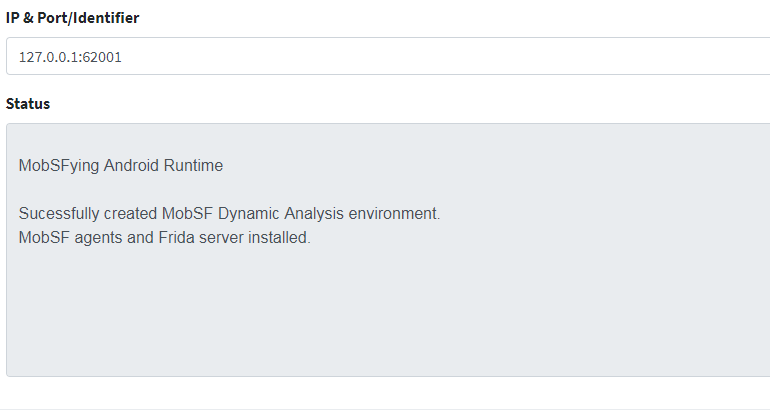 IP & Port/Identifier
127.0.0.1:62001
Status
MobSFying Android Runtime
Sucessfully created MobSF Dynamic Analysis environment.
MobSF agents and Frida server installed.